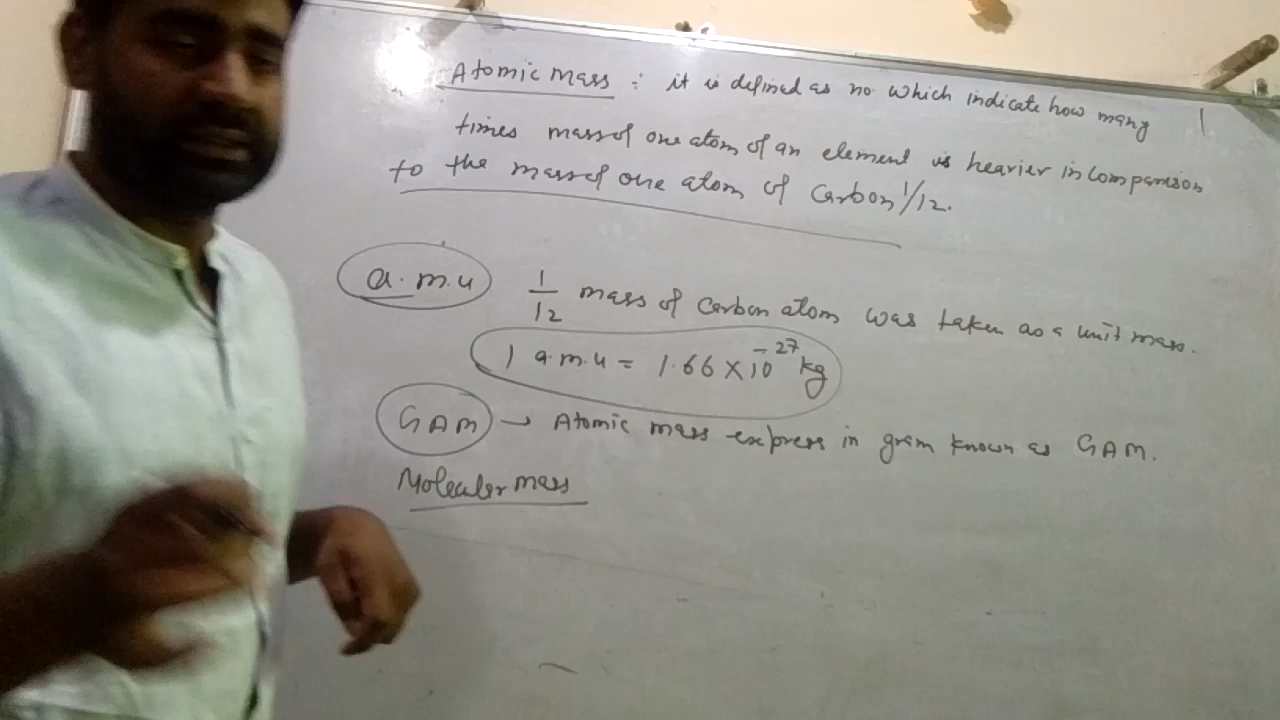 Atomic mass : it is defined as no which indicate how many
times mass of one atom of an element is heavier in comparison
to the mass of one atom of Carbon 1/12.
a.m.u 1/12 mass of carbon atom was taken as a unit mass.
1 a.m.u = 1.66 × 10⁻²⁷ kg
GAM → Atomic mass express in gram known as GAM.
Molecular mass